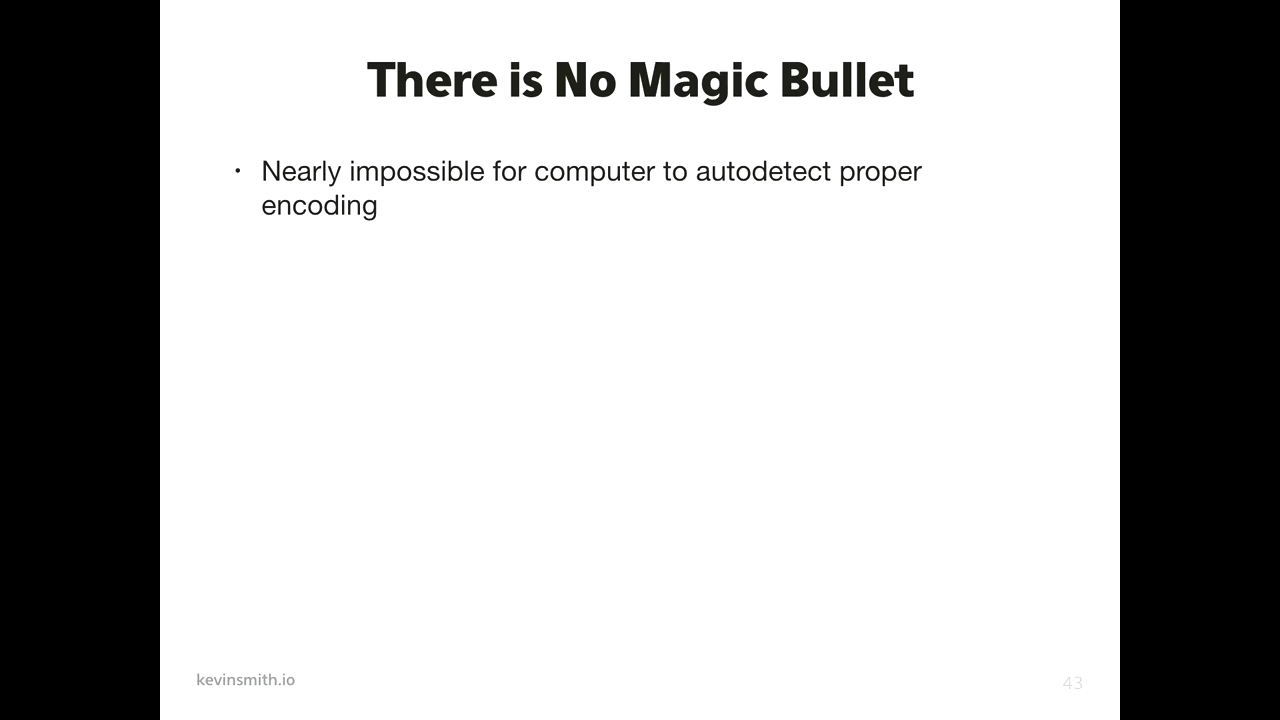 There is No Magic Bullet
• Nearly impossible for computer to autodetect proper
encoding
kevinsmith.io
43